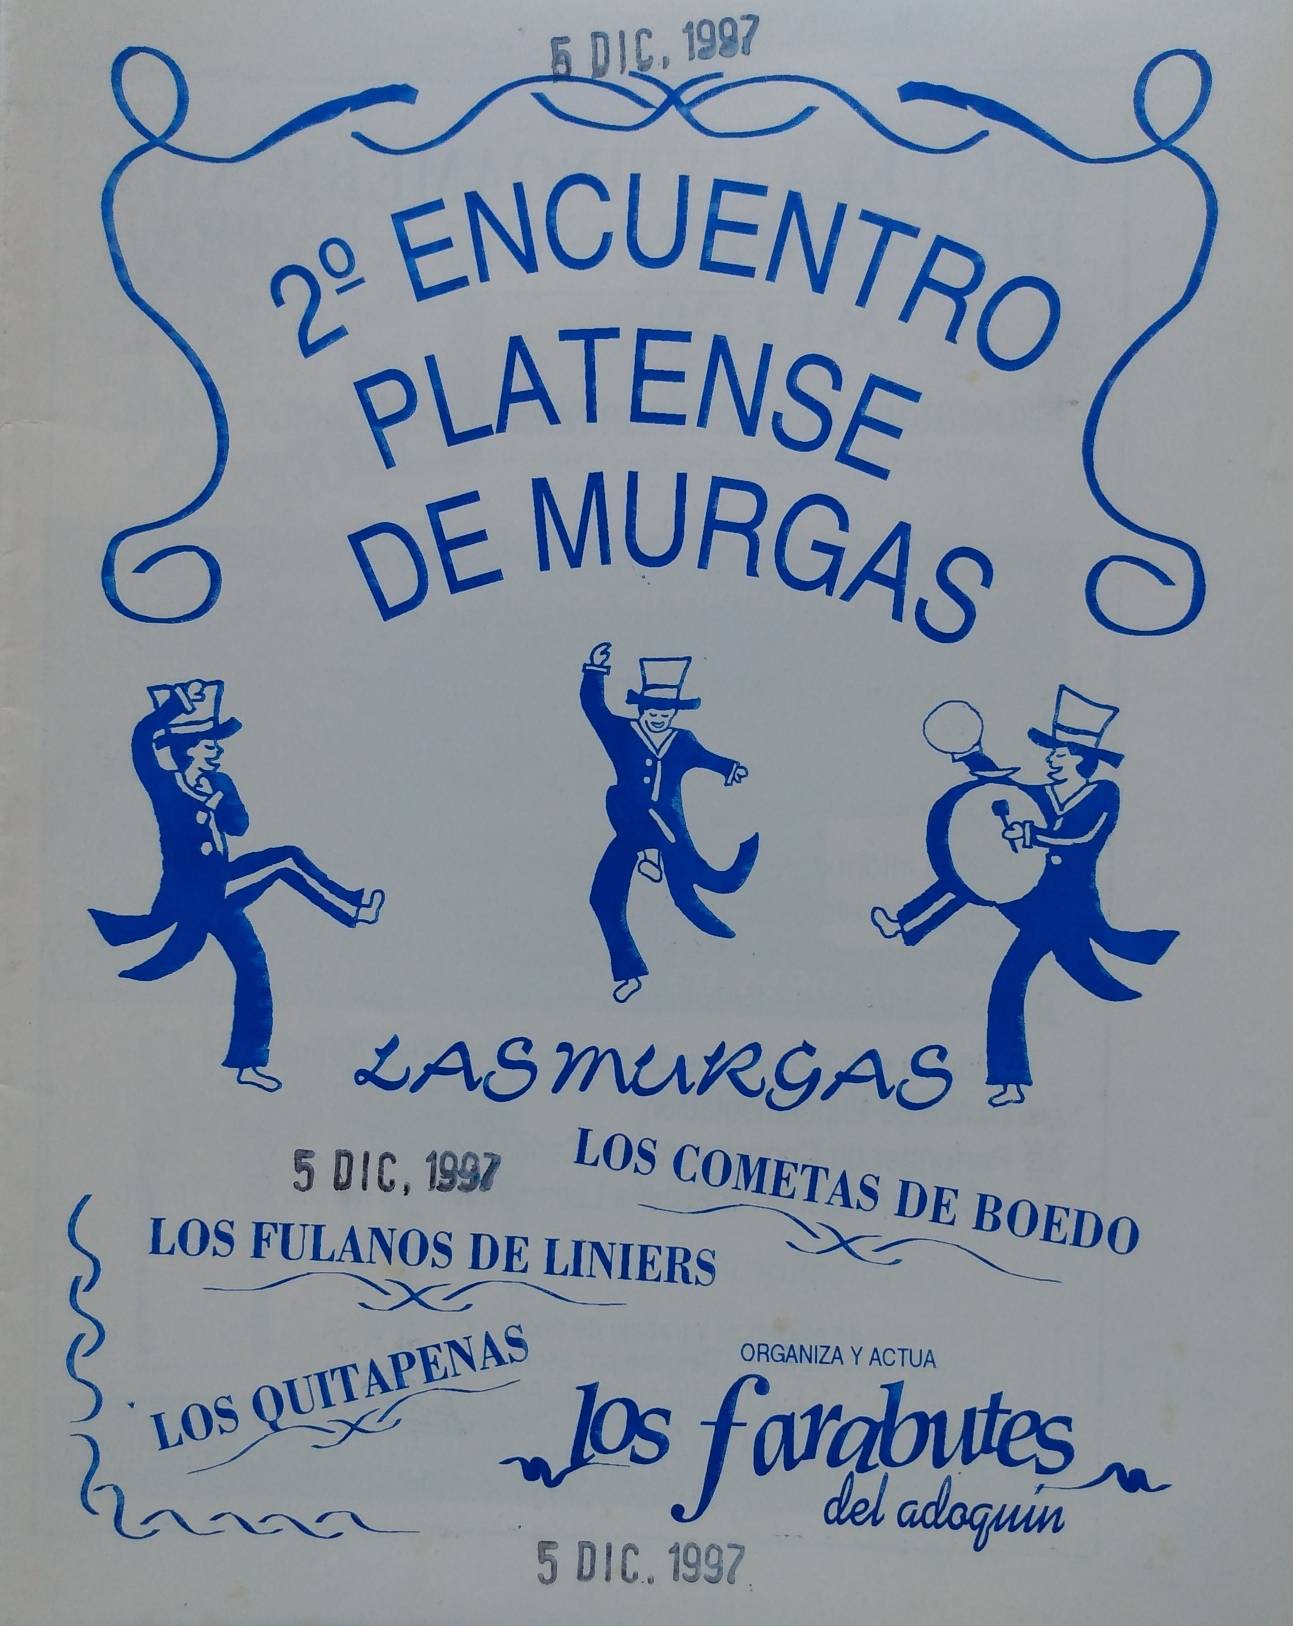 5 DIC. 1997
2º ENCUENTRO
PLATENSE
DE MURGAS
LAS MURGAS
LOS COMETAS DE BOEDO
5 DIC. 1997
LOS FULANOS DE LINIERS
LOS QUITAPENAS
ORGANIZA Y ACTUA
los farabutes
del adoquín
5 DIC. 1997